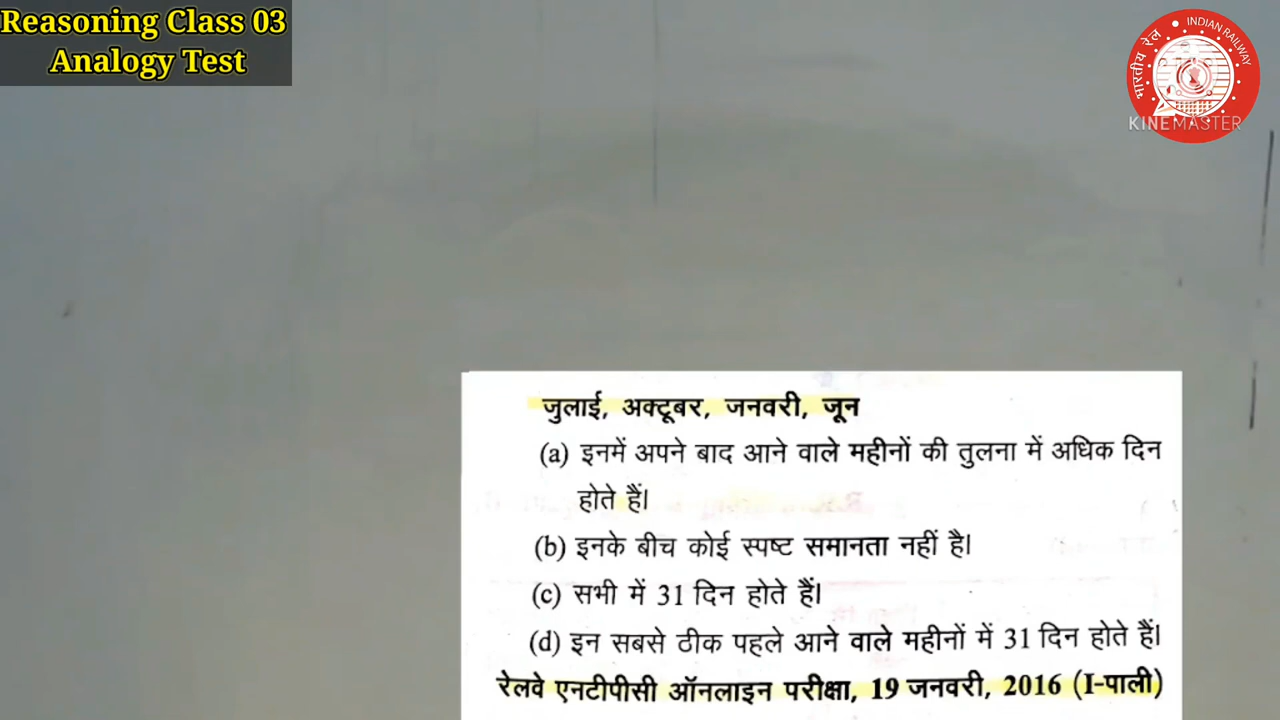 Reasoning Class 03
Analogy Test
भारतीय रेल
INDIAN RAILWAY
KINEMASTER
जुलाई, अक्टूबर, जनवरी, जून
(a) इनमें अपने बाद आने वाले महीनों की तुलना में अधिक दिन
होते हैं।
(b) इनके बीच कोई स्पष्ट समानता नहीं है।
(c) सभी में 31 दिन होते हैं।
(d) इन सबसे ठीक पहले आने वाले महीनों में 31 दिन होते हैं।
रेलवे एनटीपीसी ऑनलाइन परीक्षा, 19 जनवरी, 2016 (I-पाली)